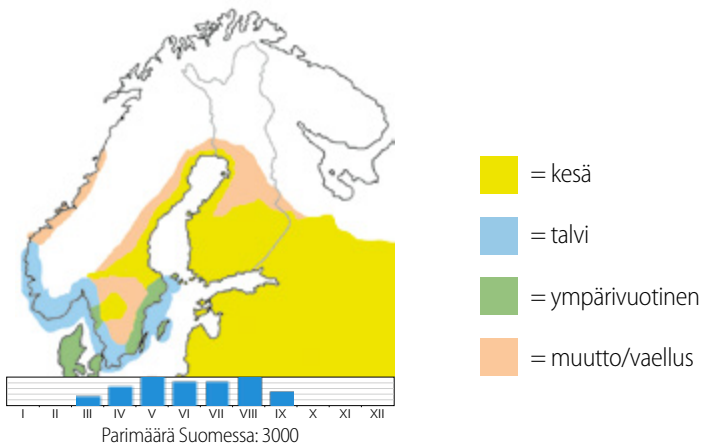 = kesä
= talvi
= ympärivuotinen
= muutto/vaellus
I II III IV V VI VII VIII IX X XI XII
Parimäärä Suomessa: 3000